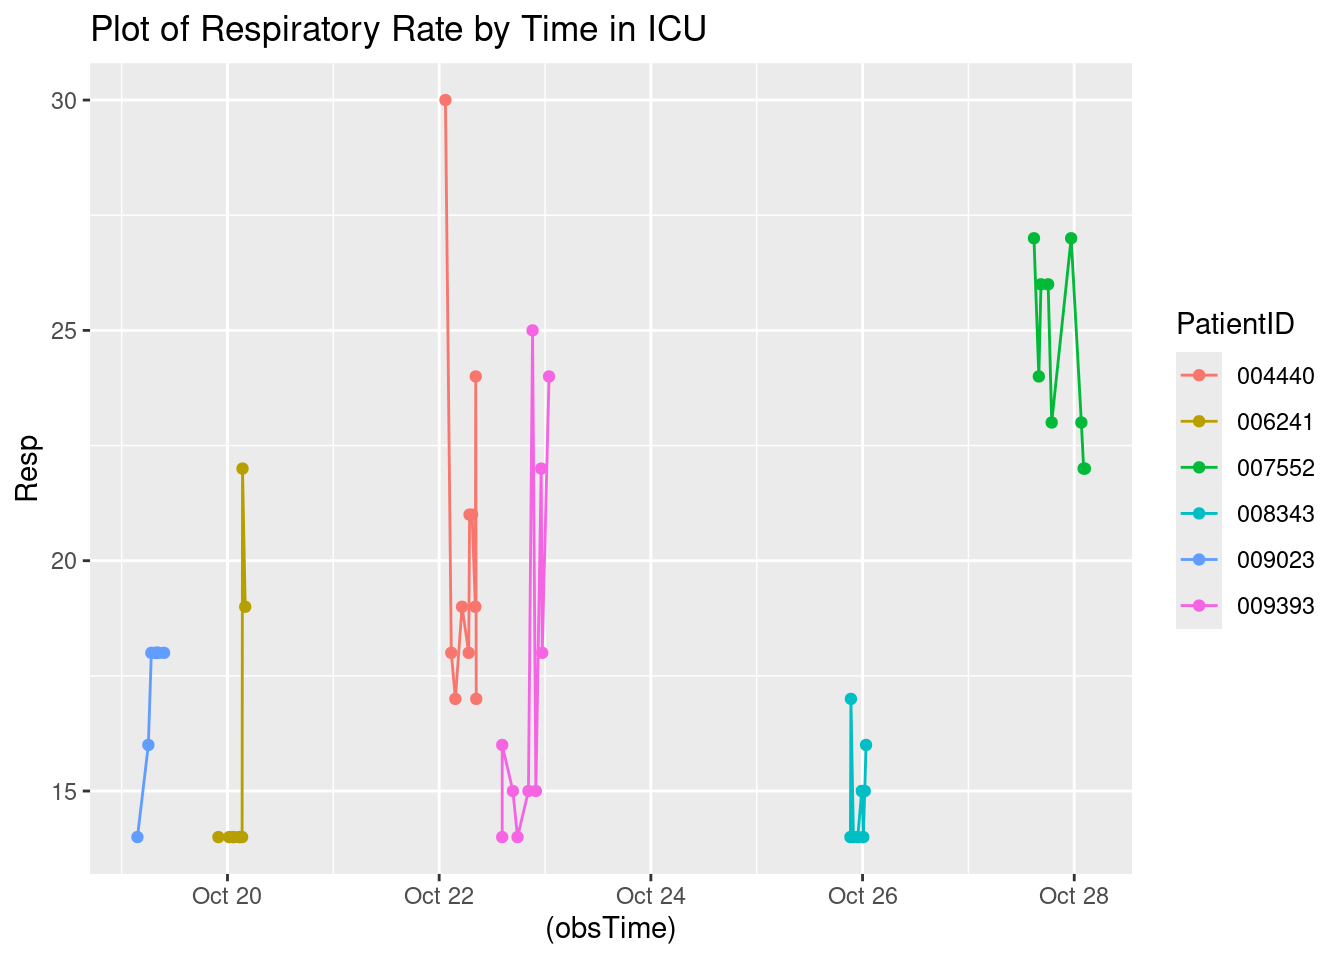 Plot of Respiratory Rate by Time in ICU
Resp
30
25
20
15
Oct 20 Oct 22 Oct 24 Oct 26 Oct 28
(obsTime)
PatientID
004440
006241
007552
008343
009023
009393